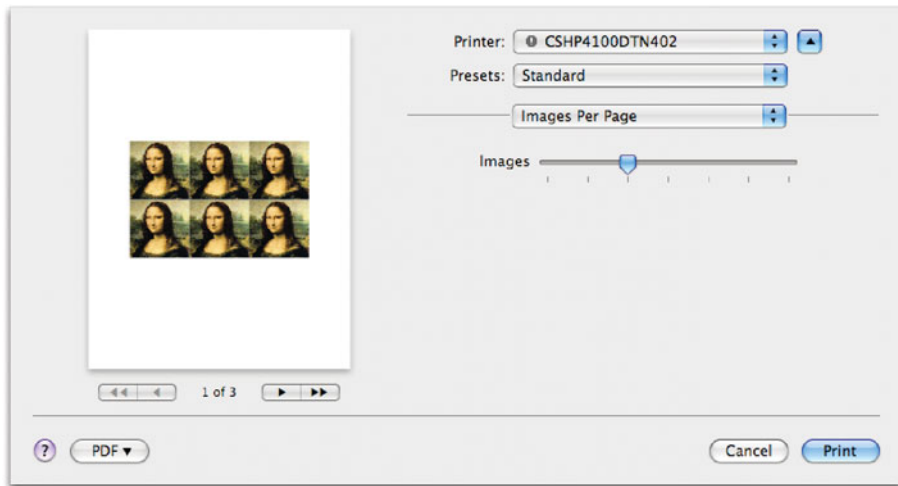 Printer: CSHP4100DTN402
Presets: Standard
Images Per Page
Images
1 of 3
? PDF ▾ Cancel Print